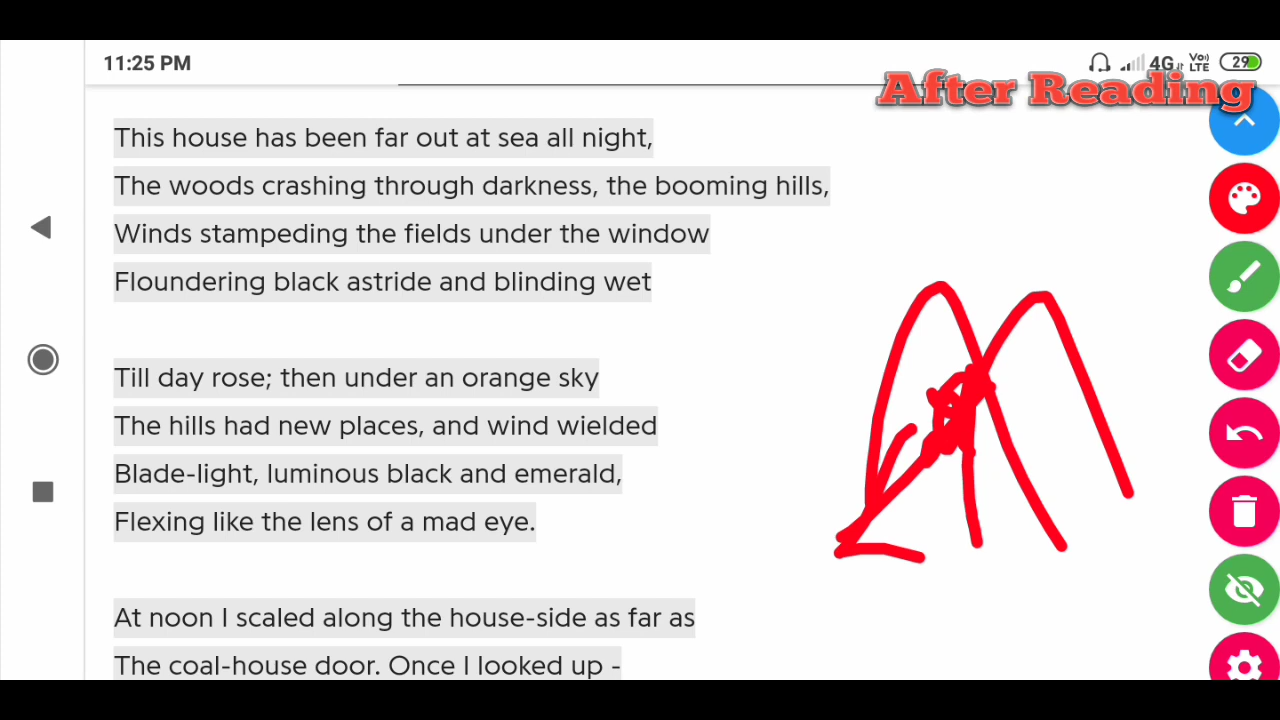 11:25 PM
4G
Vo)
LTE
29
After Reading
This house has been far out at sea all night,
The woods crashing through darkness, the booming hills,
Winds stampeding the fields under the window
Floundering black astride and blinding wet
Till day rose; then under an orange sky
The hills had new places, and wind wielded
Blade-light, luminous black and emerald,
Flexing like the lens of a mad eye.
At noon I scaled along the house-side as far as
The coal-house door. Once I looked up -